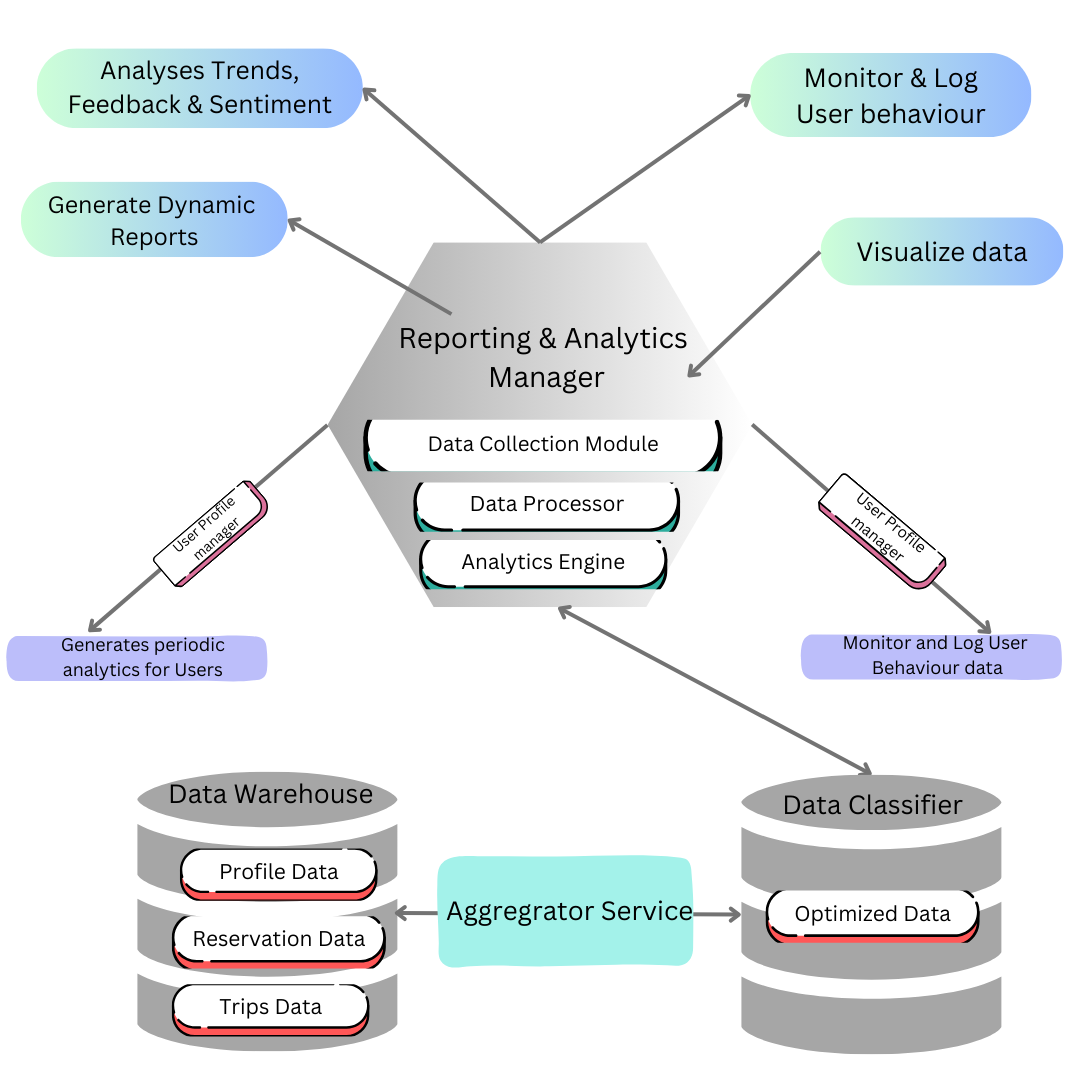 Analyses Trends,
Feedback & Sentiment
Monitor & Log
User behaviour
Generate Dynamic
Reports
Visualize data
Reporting & Analytics
Manager
Data Collection Module
Data Processor
Analytics Engine
User Profile
manager
User Profile
manager
Generates periodic
analytics for Users
Monitor and Log User
Behaviour data
Data Warehouse
Profile Data
Reservation Data
Trips Data
Aggregrator Service
Data Classifier
Optimized Data